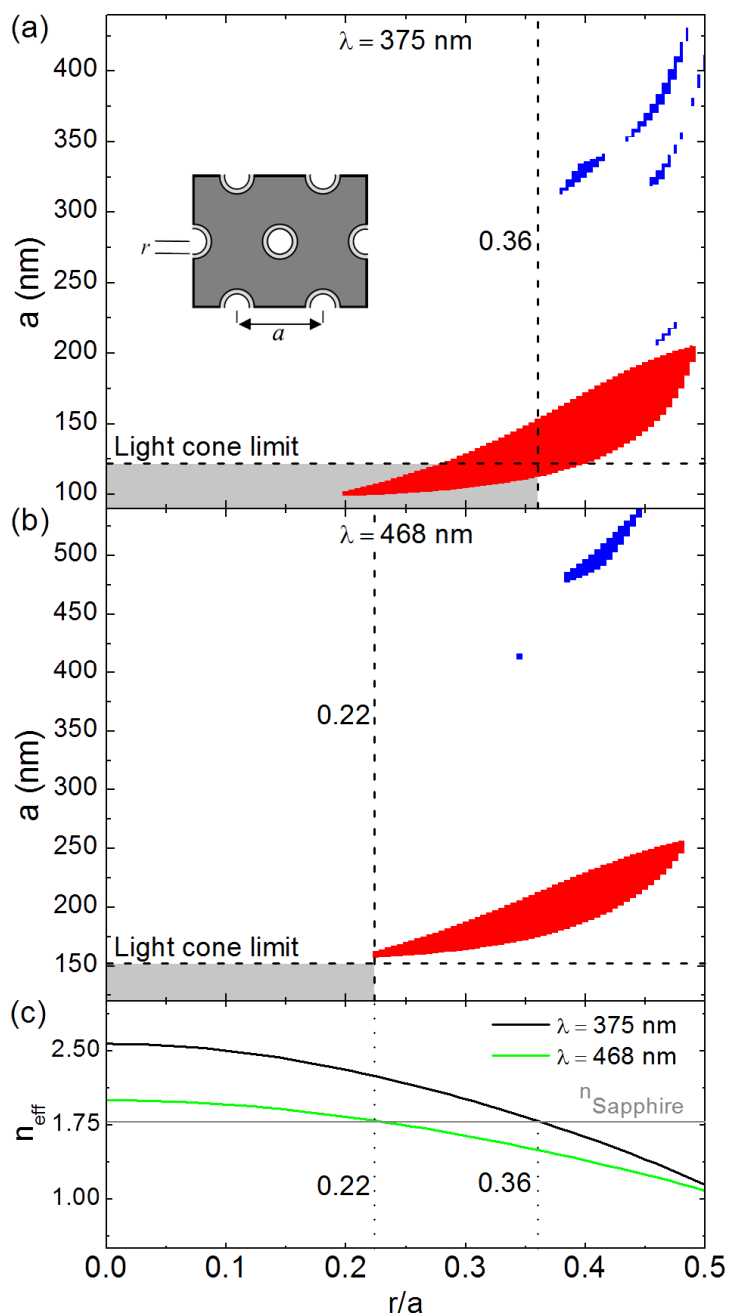 (a)
λ = 375 nm
400
350
300
250
200
150
100
a (nm)
r
a
0.36
Light cone limit
(b)
λ = 468 nm
500
450
400
350
300
250
200
150
a (nm)
0.22
Light cone limit
(c)
λ = 375 nm
λ = 468 nm
2.50
1.75
1.00
n_eff
n_Sapphire
0.22
0.36
0.0 0.1 0.2 0.3 0.4 0.5
r/a